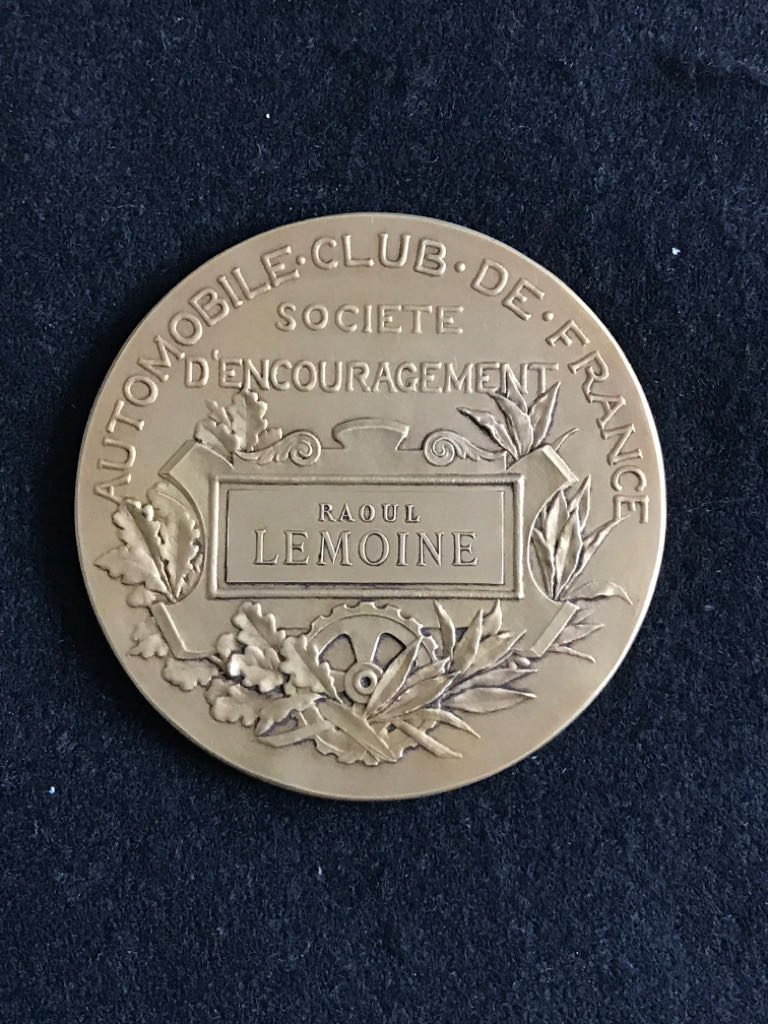 AUTOMOBILE·CLUB·DE·FRANCE
SOCIETE
D'ENCOURAGEMENT
RAOUL
LEMOINE